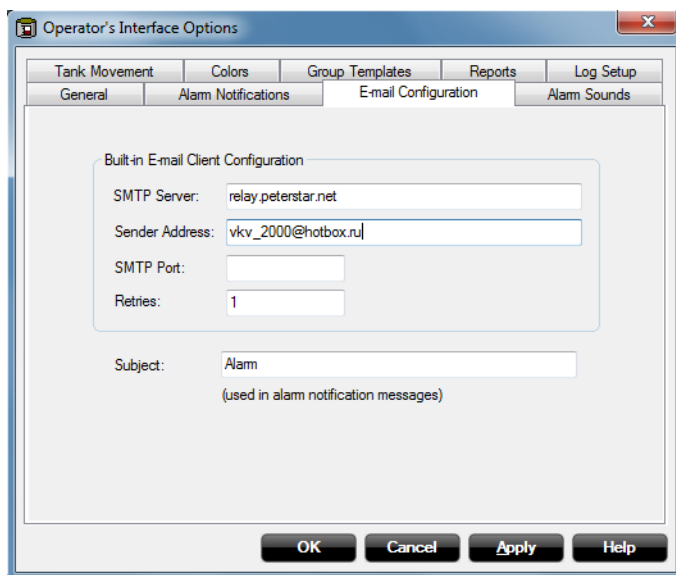 Operator's Interface Options
Tank Movement Colors Group Templates Reports Log Setup
General Alarm Notifications E-mail Configuration Alarm Sounds
Built-in E-mail Client Configuration
SMTP Server: relay.peterstar.net
Sender Address: vkv_2000@hotbox.ru
SMTP Port:
Retries: 1
Subject: Alarm
(used in alarm notification messages)
OK Cancel Apply Help